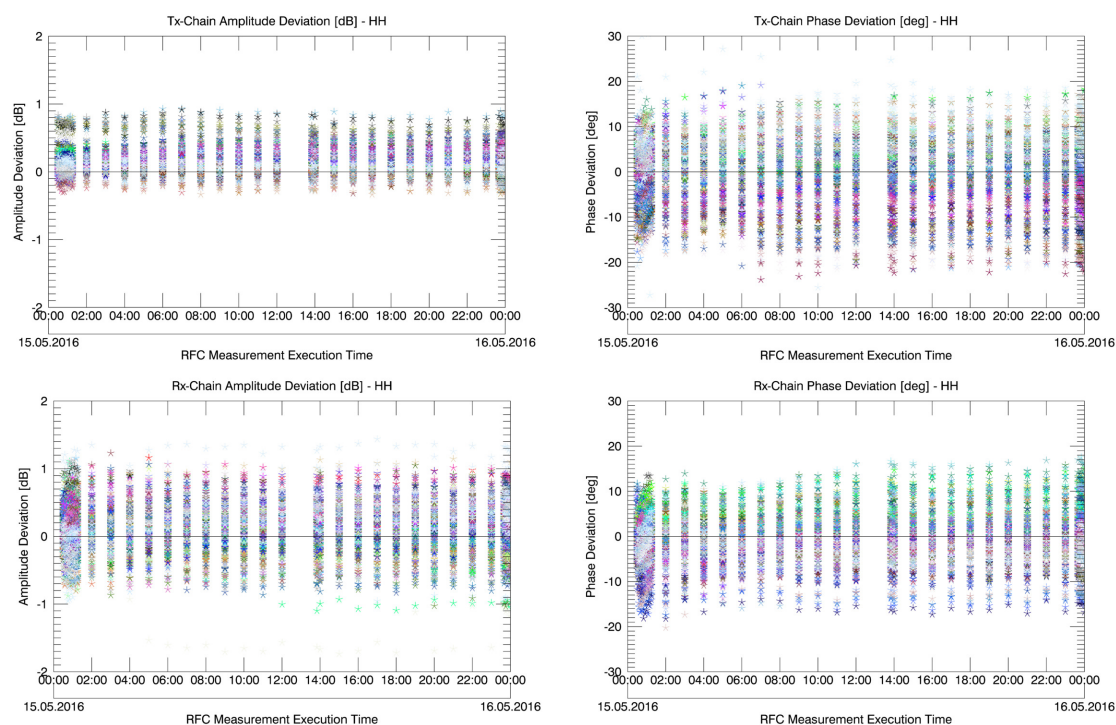 Tx-Chain Amplitude Deviation [dB] - HH
2
1
0
-1
-2
Amplitude Deviation [dB]
00:00 02:00 04:00 06:00 08:00 10:00 12:00 14:00 16:00 18:00 20:00 22:00 00:00
15.05.2016 16.05.2016
RFC Measurement Execution Time
Tx-Chain Phase Deviation [deg] - HH
30
20
10
0
-10
-20
-30
Phase Deviation [deg]
00:00 02:00 04:00 06:00 08:00 10:00 12:00 14:00 16:00 18:00 20:00 22:00 00:00
15.05.2016 16.05.2016
RFC Measurement Execution Time
Rx-Chain Amplitude Deviation [dB] - HH
2
1
0
-1
-2
Amplitude Deviation [dB]
00:00 02:00 04:00 06:00 08:00 10:00 12:00 14:00 16:00 18:00 20:00 22:00 00:00
15.05.2016 16.05.2016
RFC Measurement Execution Time
Rx-Chain Phase Deviation [deg] - HH
30
20
10
0
-10
-20
-30
Phase Deviation [deg]
00:00 02:00 04:00 06:00 08:00 10:00 12:00 14:00 16:00 18:00 20:00 22:00 00:00
15.05.2016 16.05.2016
RFC Measurement Execution Time